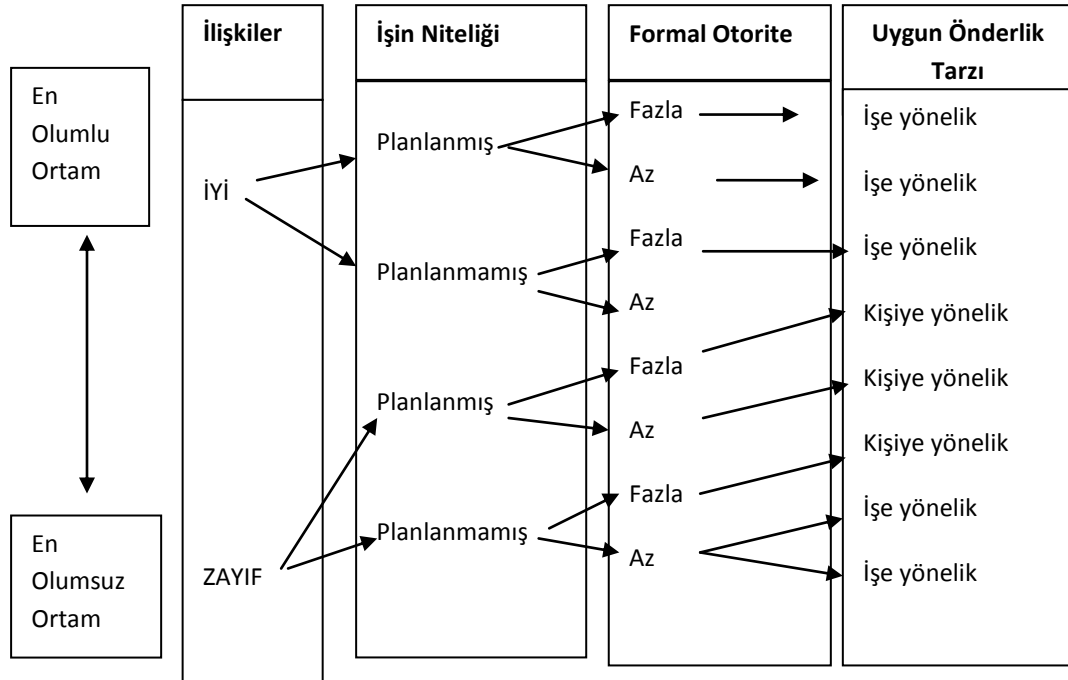 İlişkiler
İşin Niteliği
Formal Otorite
Uygun Önderlik
Tarzı
En
Olumlu
Ortam
İYİ
Planlanmış
Fazla
İşe yönelik
Az
İşe yönelik
Planlanmamış
Fazla
İşe yönelik
Az
Kişiye yönelik
Planlanmış
Fazla
Kişiye yönelik
Az
Kişiye yönelik
En
Olumsuz
Ortam
ZAYIF
Planlanmamış
Fazla
İşe yönelik
Az
İşe yönelik